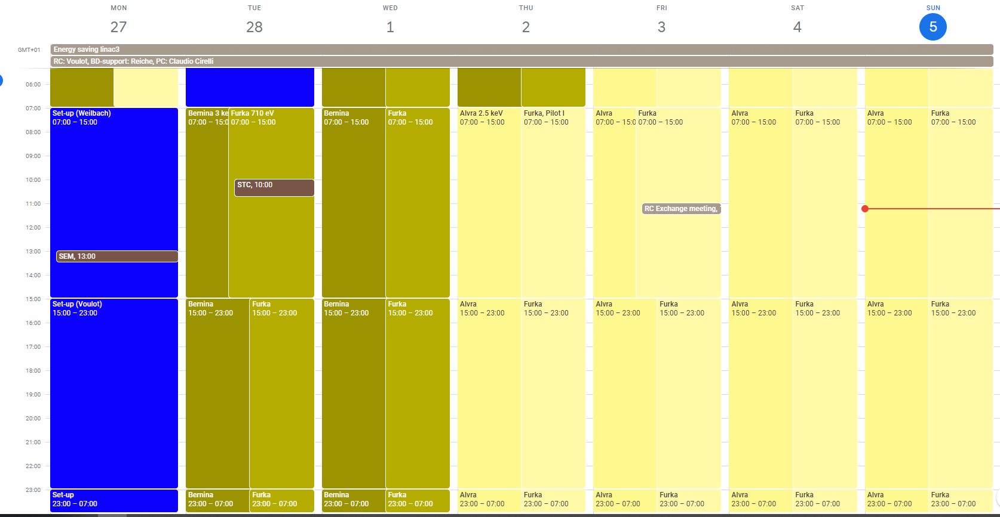 MON
TUE
WED
THU
FRI
SAT
SUN
27
28
1
2
3
4
5
GMT+01
Energy saving linac3
RC: Voulot, BD-support: Reiche, PC: Claudio Cirelli
06:00
07:00
08:00
09:00
10:00
11:00
12:00
13:00
14:00
15:00
16:00
17:00
18:00
19:00
20:00
21:00
22:00
23:00
Set-up (Weilbach)
07:00 – 15:00
SEM, 13:00
Set-up (Voulot)
15:00 – 23:00
Set-up
23:00 – 07:00
Bernina 3 ke
07:00 – 15:0
Furka 710 eV
07:00 – 15:00
STC, 10:00
Bernina
15:00 – 23:00
Furka
15:00 – 23:00
Bernina
23:00 – 07:00
Furka
23:00 – 07:00
Bernina
07:00 – 15:00
Furka
07:00 – 15:00
Bernina
15:00 – 23:00
Furka
15:00 – 23:00
Bernina
23:00 – 07:00
Furka
23:00 – 07:00
Alvra 2.5 keV
07:00 – 15:00
Furka, Pilot I
07:00 – 15:00
Alvra
15:00 – 23:00
Furka
15:00 – 23:00
Alvra
23:00 – 07:00
Furka
23:00 – 07:00
Alvra
07:00 – 15:0
Furka
07:00 – 15:00
RC Exchange meeting,
Alvra
15:00 – 23:00
Furka
15:00 – 23:00
Alvra
23:00 – 07:00
Furka
23:00 – 07:00
Alvra
07:00 – 15:00
Furka
07:00 – 15:00
Alvra
15:00 – 23:00
Furka
15:00 – 23:00
Alvra
23:00 – 07:00
Furka
23:00 – 07:00
Alvra
07:00 – 15:00
Furka
07:00 – 15:00
Alvra
15:00 – 23:00
Furka
15:00 – 23:00
Alvra
23:00 – 07:00
Furka
23:00 – 07:00